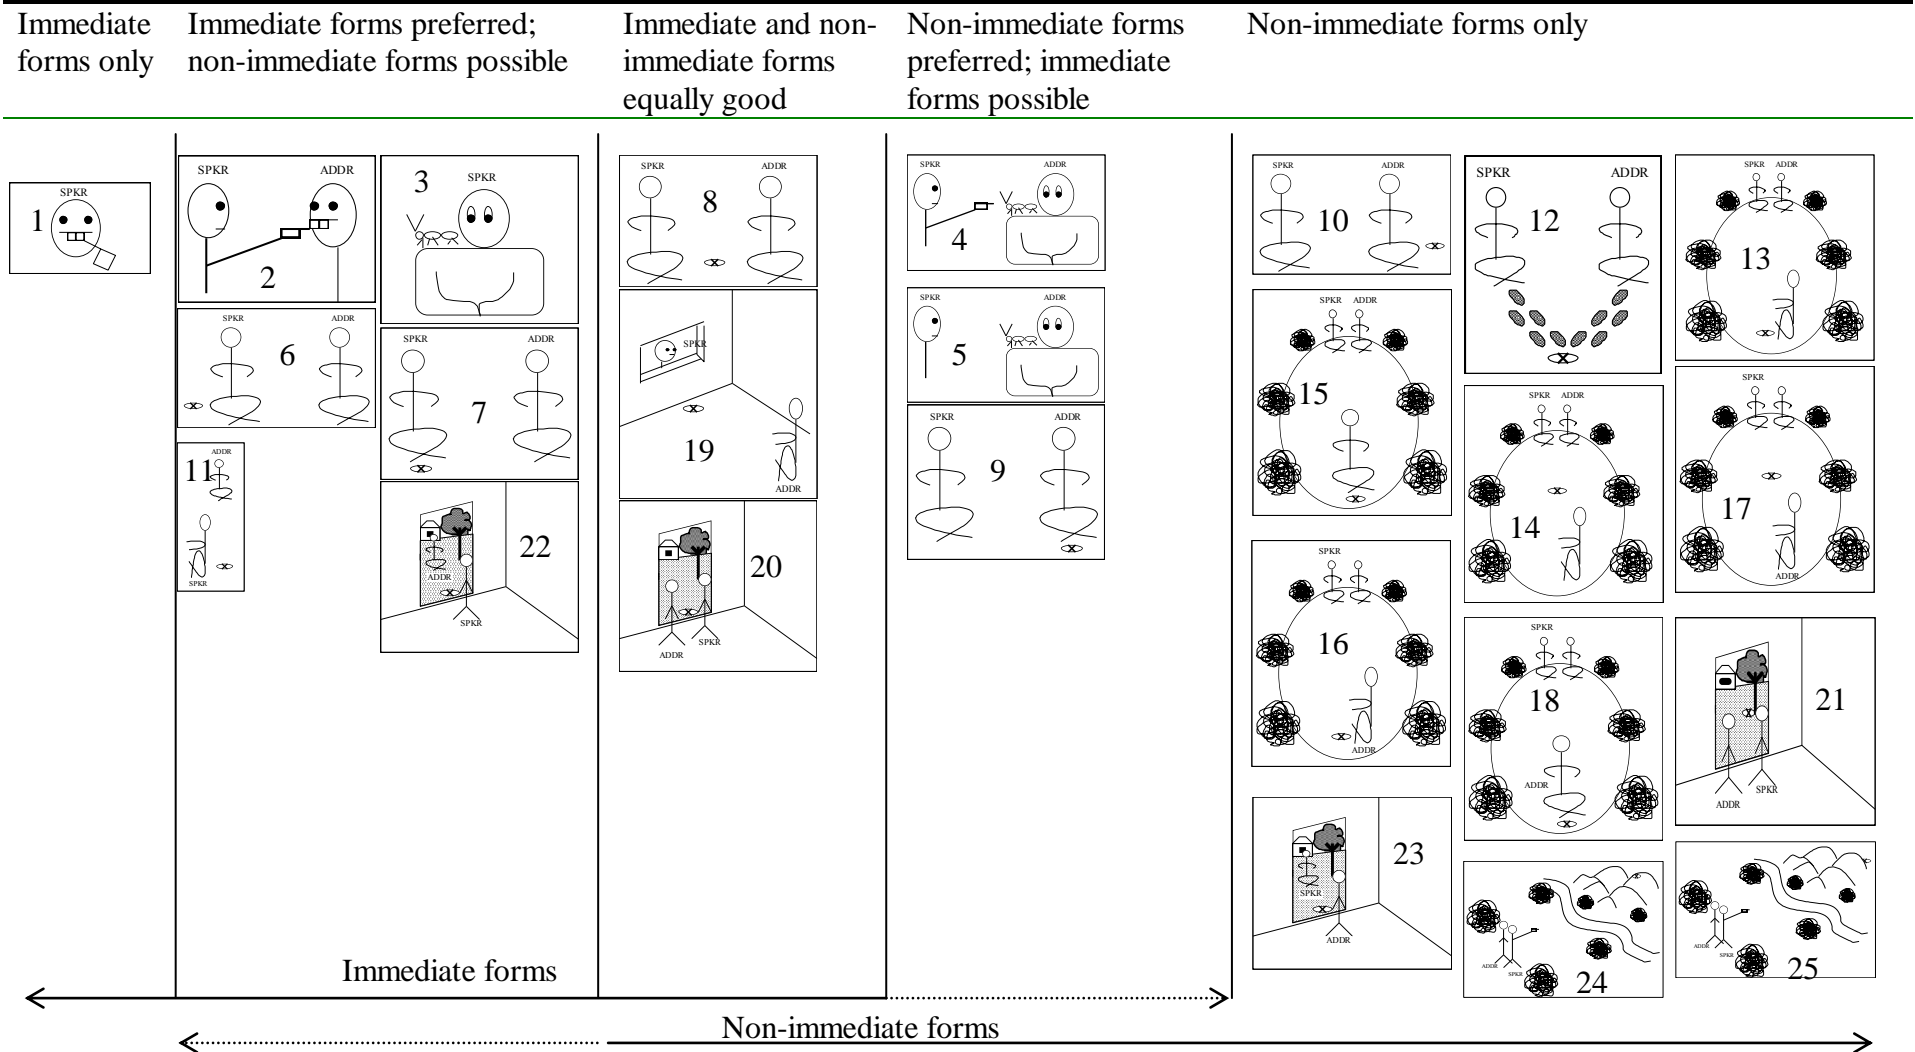 Immediate
forms only
Immediate forms preferred;
non-immediate forms possible
Immediate and non-
immediate forms
equally good
Non-immediate forms
preferred; immediate
forms possible
Non-immediate forms only
SPKR
1
SPKR ADDR
2
3
SPKR
SPKR ADDR
6
SPKR ADDR
7
x
x
ADDR
11
x
SPKR
22
ADDR
x
SPKR
SPKR ADDR
8
x
SPKR
x
19
ADDR
20
x
SPKR
ADDR
SPKR ADDR
4
SPKR ADDR
5
SPKR ADDR
9
x
SPKR ADDR
10
x
SPKR ADDR
12
x
SPKR ADDR
13
x
SPKR ADDR
15
x
SPKR ADDR
x
14
SPKR
x
17
ADDR
SPKR
16
x
ADDR
SPKR
18
ADDR
x
21
x
SPKR
ADDR
23
SPKR
x
ADDR
x
ADDR
SPKR
24
x
ADDR
SPKR
25
Immediate forms
Non-immediate forms